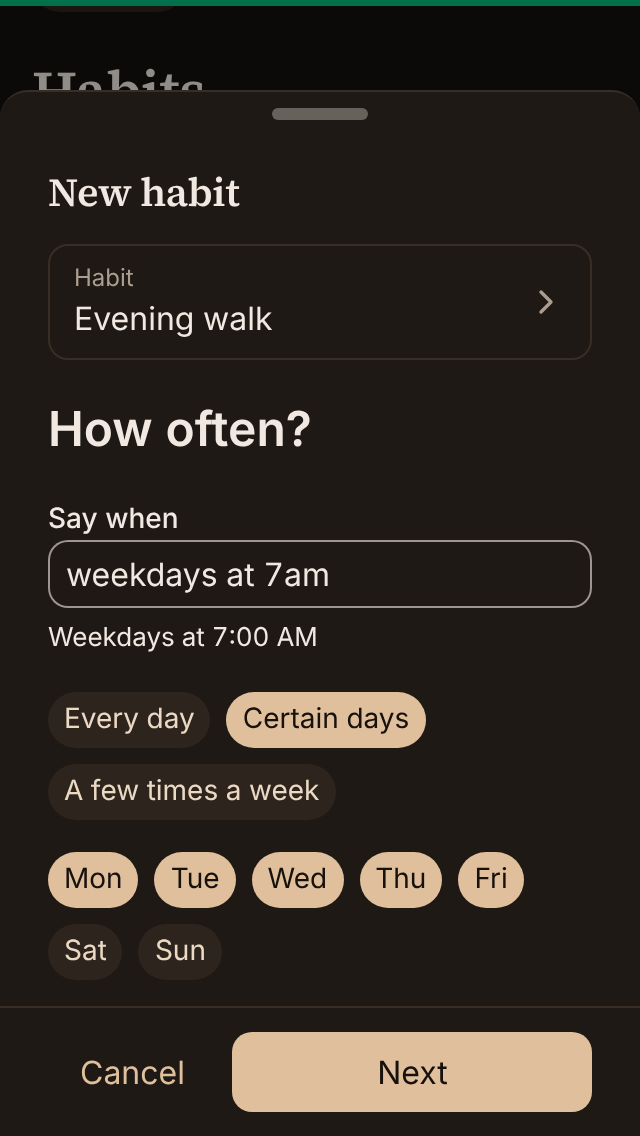 Habits
New habit
Habit
Evening walk
How often?
Say when
weekdays at 7am
Weekdays at 7:00 AM
Every day
Certain days
A few times a week
Mon
Tue
Wed
Thu
Fri
Sat
Sun
Cancel
Next